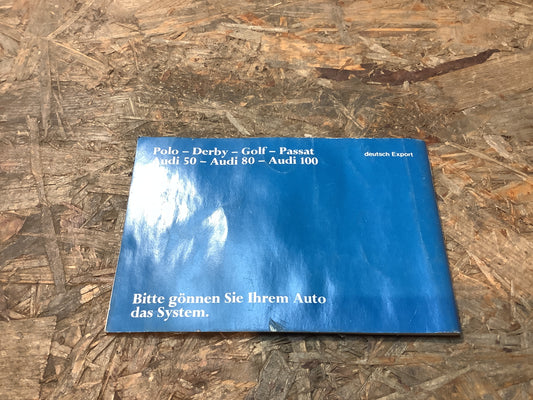 Polo – Derby – Golf – Passat
Audi 50 – Audi 80 – Audi 100
deutsch Export
Bitte gönnen Sie Ihrem Auto
das System.